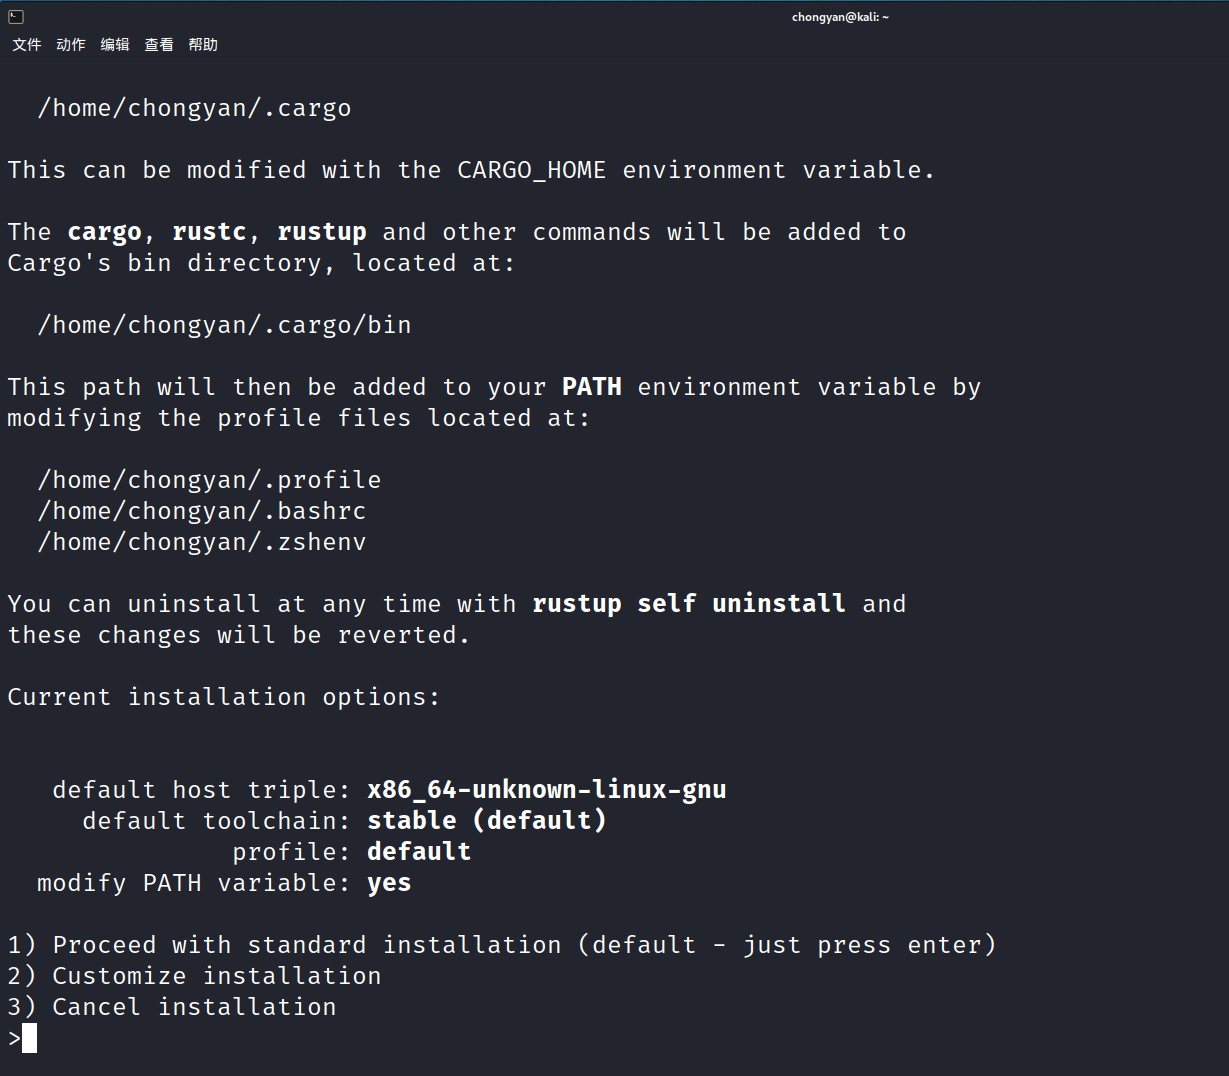 chongyan@kali: ~
文件 动作 编辑 查看 帮助
/home/chongyan/.cargo
This can be modified with the CARGO_HOME environment variable.
The cargo, rustc, rustup and other commands will be added to
Cargo's bin directory, located at:
/home/chongyan/.cargo/bin
This path will then be added to your PATH environment variable by
modifying the profile files located at:
/home/chongyan/.profile
/home/chongyan/.bashrc
/home/chongyan/.zshenv
You can uninstall at any time with rustup self uninstall and
these changes will be reverted.
Current installation options:
default host triple: x86_64-unknown-linux-gnu
default toolchain: stable (default)
profile: default
modify PATH variable: yes
1) Proceed with standard installation (default - just press enter)
2) Customize installation
3) Cancel installation
>